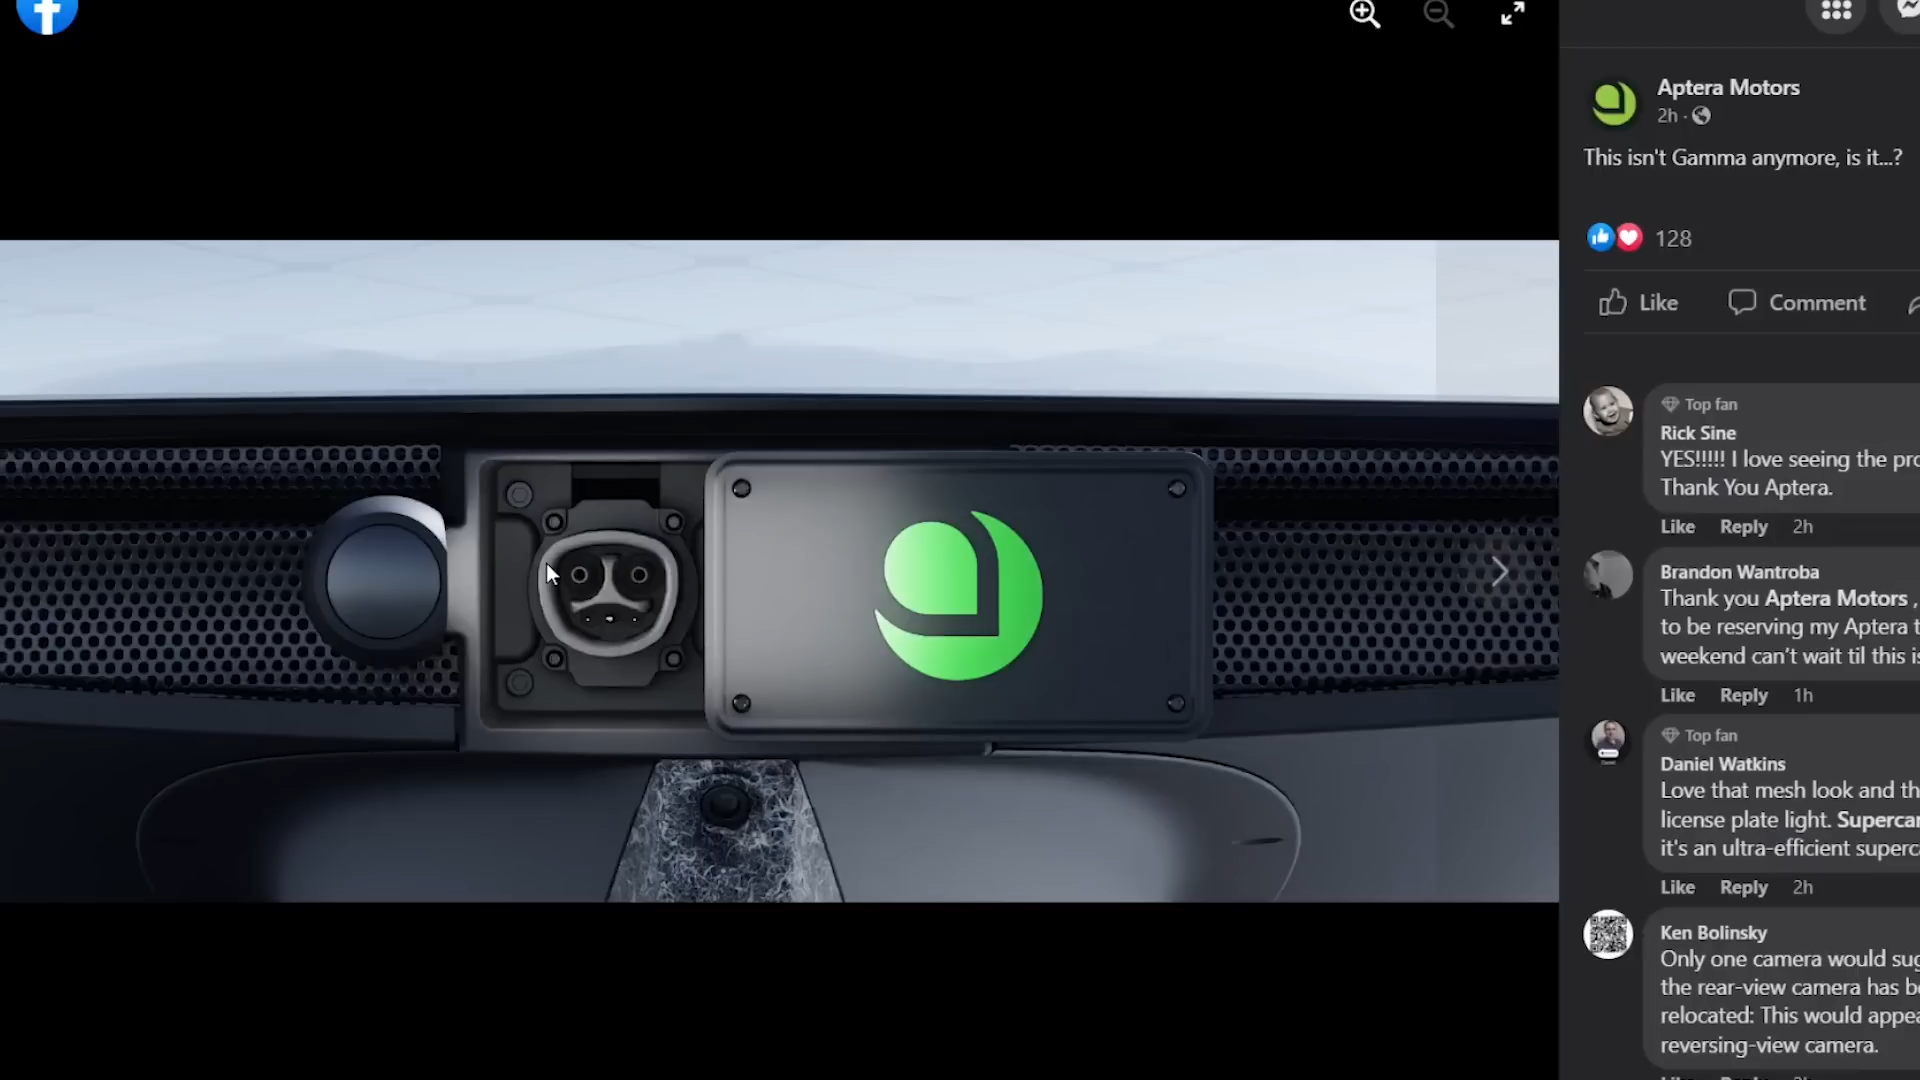 Aptera Motors
2h ·
This isn't Gamma anymore, is it...?
128
Like Comment
Top fan
Rick Sine
YES!!!!! I love seeing the pro
Thank You Aptera.
Like Reply 2h
Brandon Wantroba
Thank you Aptera Motors ,
to be reserving my Aptera t
weekend can't wait til this is
Like Reply 1h
Top fan
Daniel Watkins
Love that mesh look and th
license plate light. Supercar
it's an ultra-efficient superca
Like Reply 2h
Ken Bolinsky
Only one camera would sug
the rear-view camera has be
relocated: This would appea
reversing-view camera.